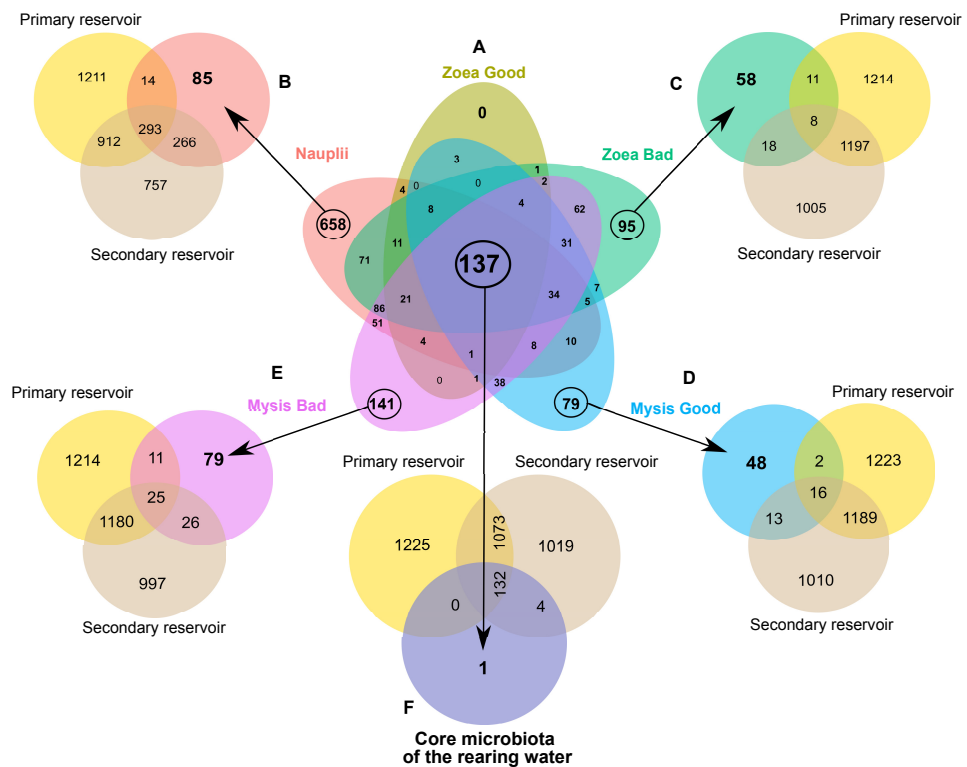 Primary reservoir
1211
14
85
B
912
293
266
757
Secondary reservoir
Nauplii
658
A
Zoea Good
0
3
4
0
0
1
2
8
4
62
11
31
71
137
7
21
34
5
86
51
4
1
8
10
0
1
38
Primary reservoir
58
11
1214
C
8
18
1197
1005
Secondary reservoir
Zoea Bad
95
E
Mysis Bad
141
Primary reservoir
1214
11
79
25
1180
26
997
Secondary reservoir
D
Mysis Good
79
Primary reservoir
48
2
1223
16
13
1189
1010
Secondary reservoir
Primary reservoir
Secondary reservoir
1225
1073
1019
132
0
4
1
F
Core microbiota
of the rearing water